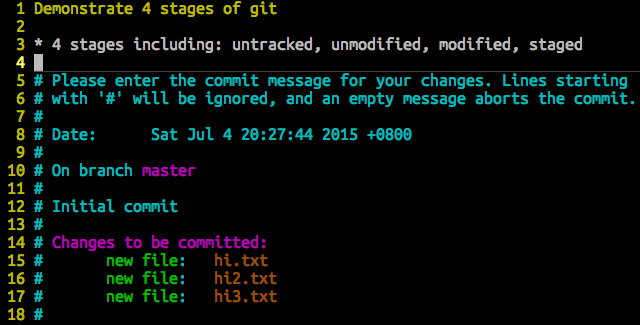 1 Demonstrate 4 stages of git
2
3 * 4 stages including: untracked, unmodified, modified, staged
4
5 # Please enter the commit message for your changes. Lines starting
6 # with '#' will be ignored, and an empty message aborts the commit.
7 #
8 # Date:      Sat Jul 4 20:27:44 2015 +0800
9 #
10 # On branch master
11 #
12 # Initial commit
13 #
14 # Changes to be committed:
15 #       new file:   hi.txt
16 #       new file:   hi2.txt
17 #       new file:   hi3.txt
18 #